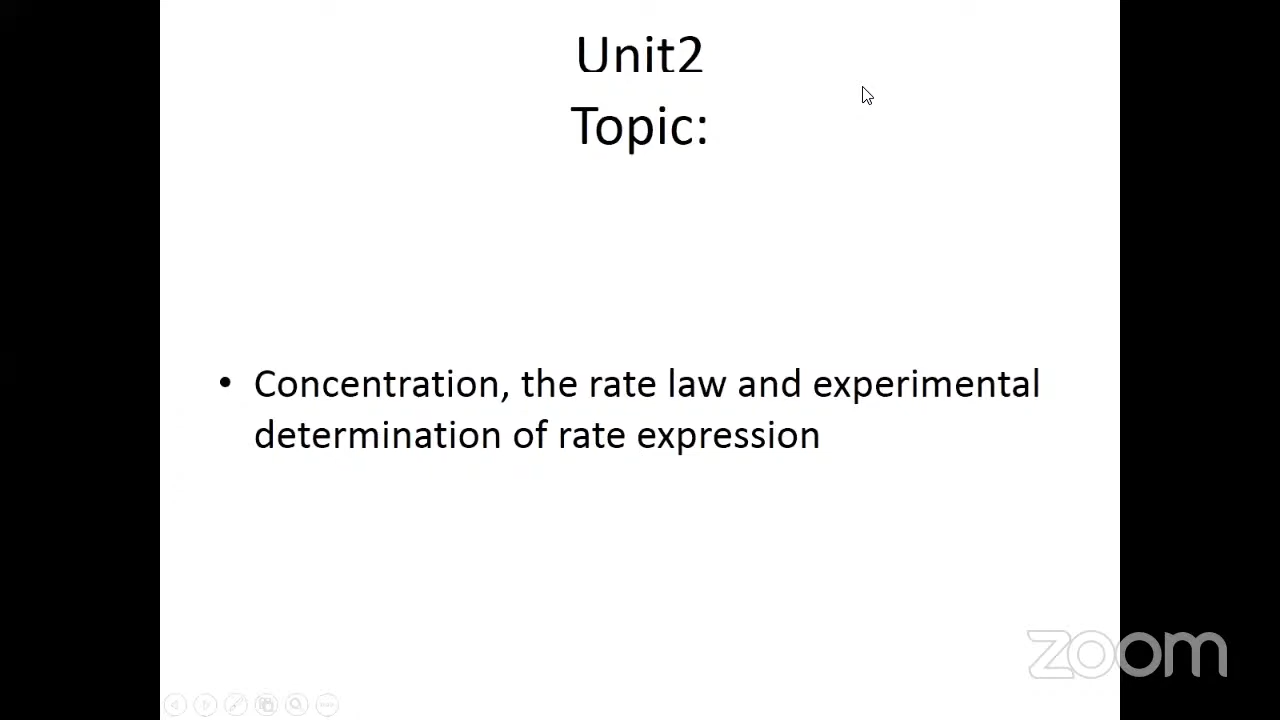 Unit2
Topic:
• Concentration, the rate law and experimental
determination of rate expression
zoom